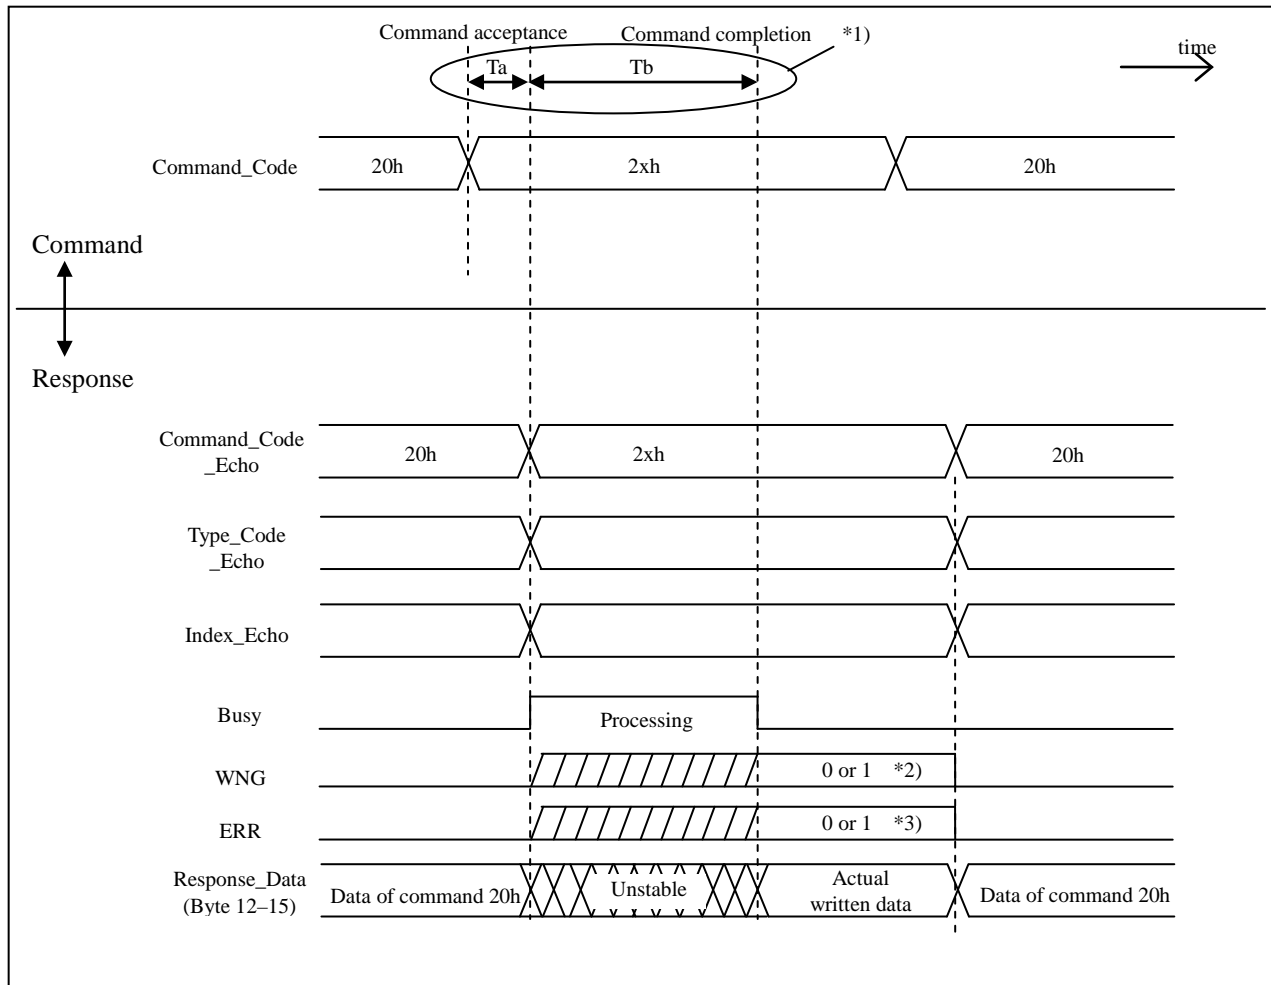 Command acceptance
Command completion
*1)
time
Ta
Tb
Command_Code
20h
2xh
20h
Command
Response
Command_Code
_Echo
20h
2xh
20h
Type_Code
_Echo
Index_Echo
Busy
Processing
WNG
0 or 1 *2)
ERR
0 or 1 *3)
Response_Data
(Byte 12–15)
Data of command 20h
Unstable
Actual
written data
Data of command 20h